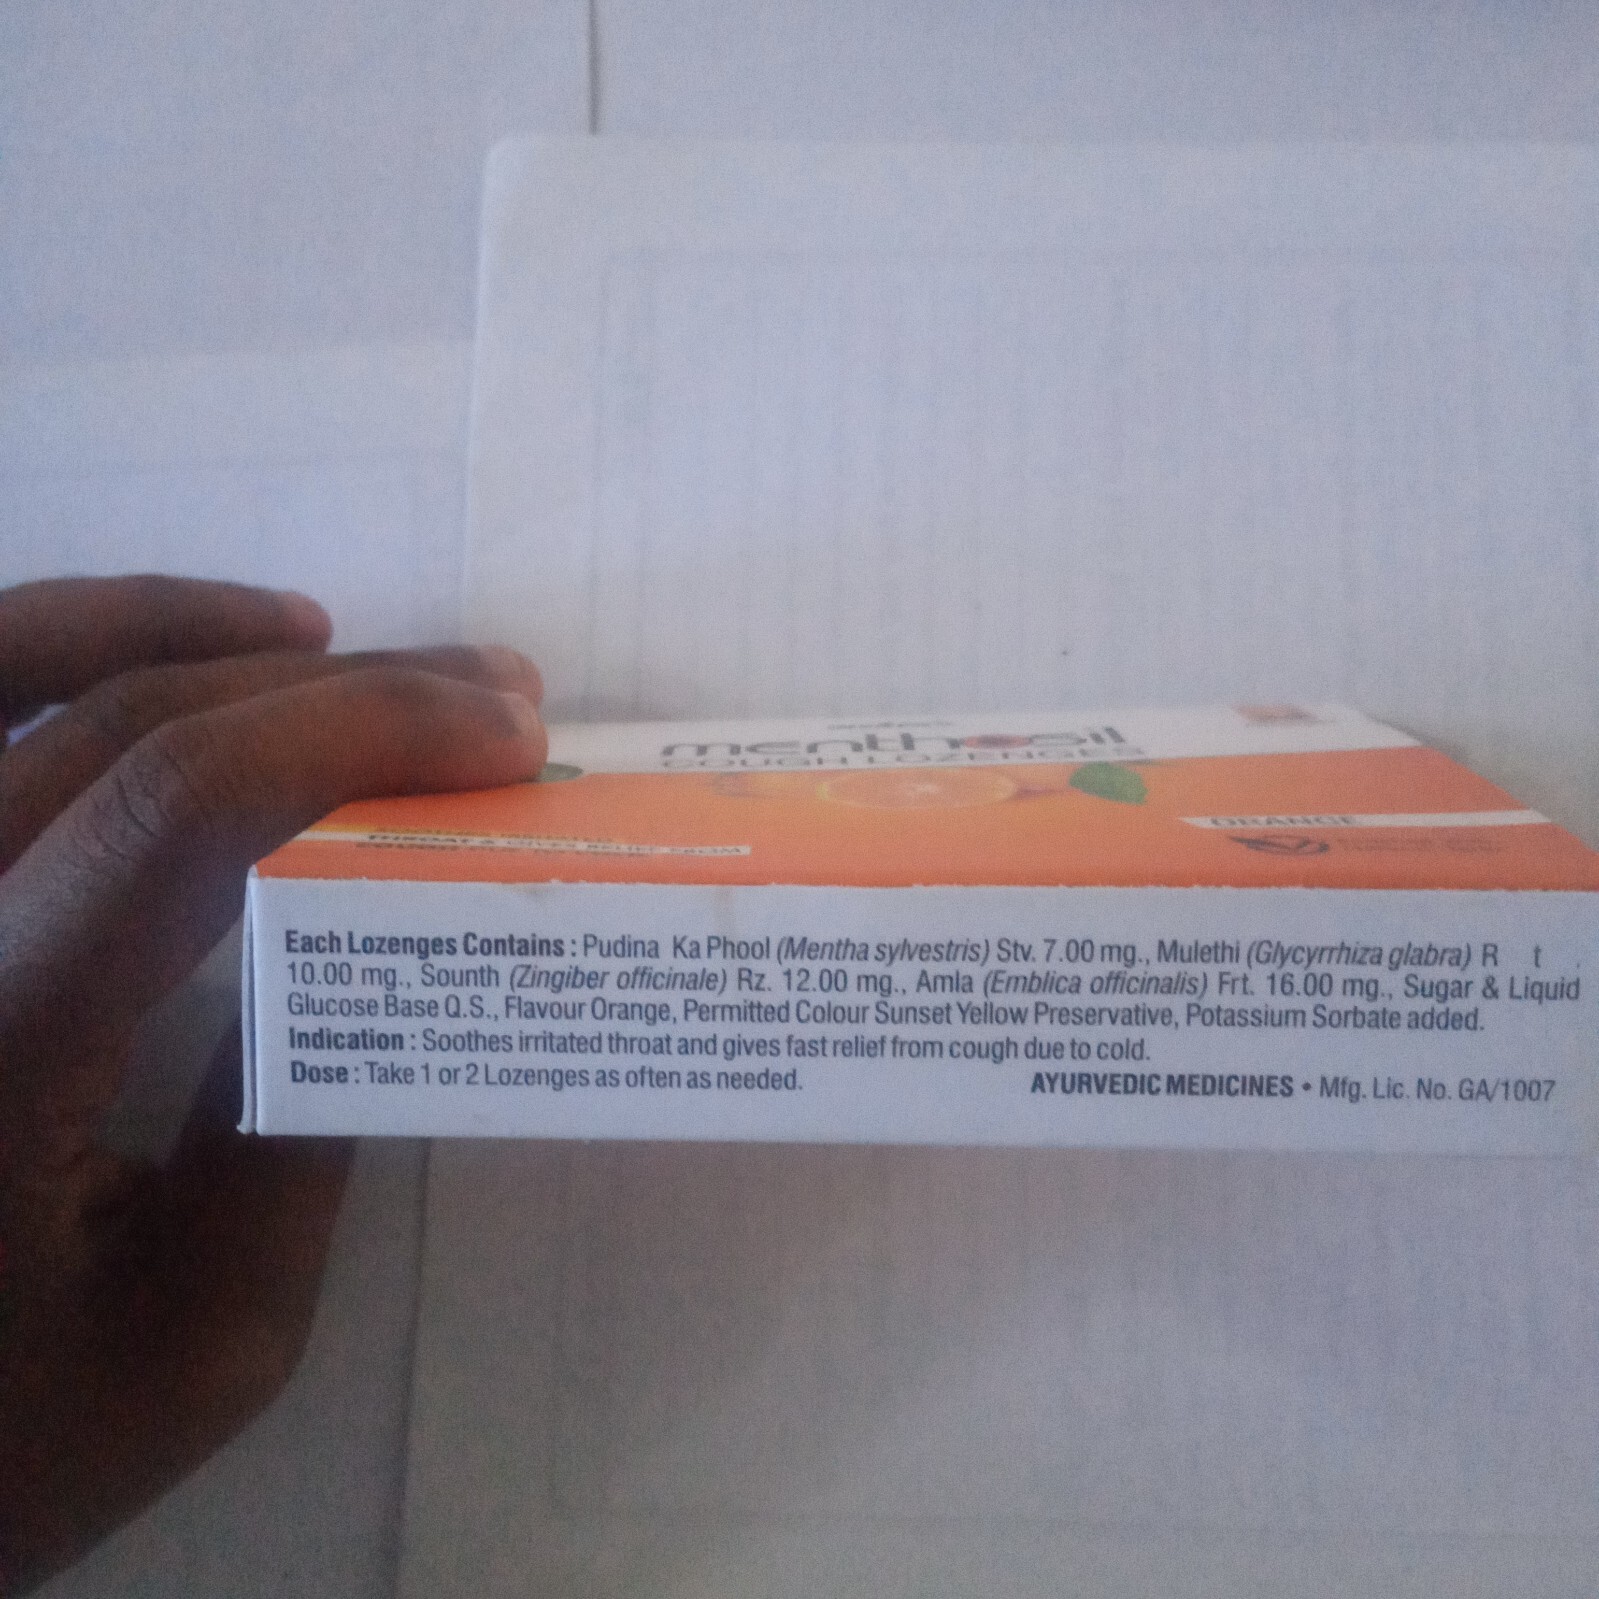 menthosil
COUGH LOZENGES
ORANGE
THROAT & GIVES RELIEF FROM
Each Lozenges Contains : Pudina Ka Phool (Mentha sylvestris) Stv. 7.00 mg., Mulethi (Glycyrrhiza glabra) R t
10.00 mg., Sounth (Zingiber officinale) Rz. 12.00 mg., Amla (Emblica officinalis) Frt. 16.00 mg., Sugar & Liquid
Glucose Base Q.S., Flavour Orange, Permitted Colour Sunset Yellow Preservative, Potassium Sorbate added.
Indication : Soothes irritated throat and gives fast relief from cough due to cold.
Dose : Take 1 or 2 Lozenges as often as needed. AYURVEDIC MEDICINES • Mfg. Lic. No. GA/1007